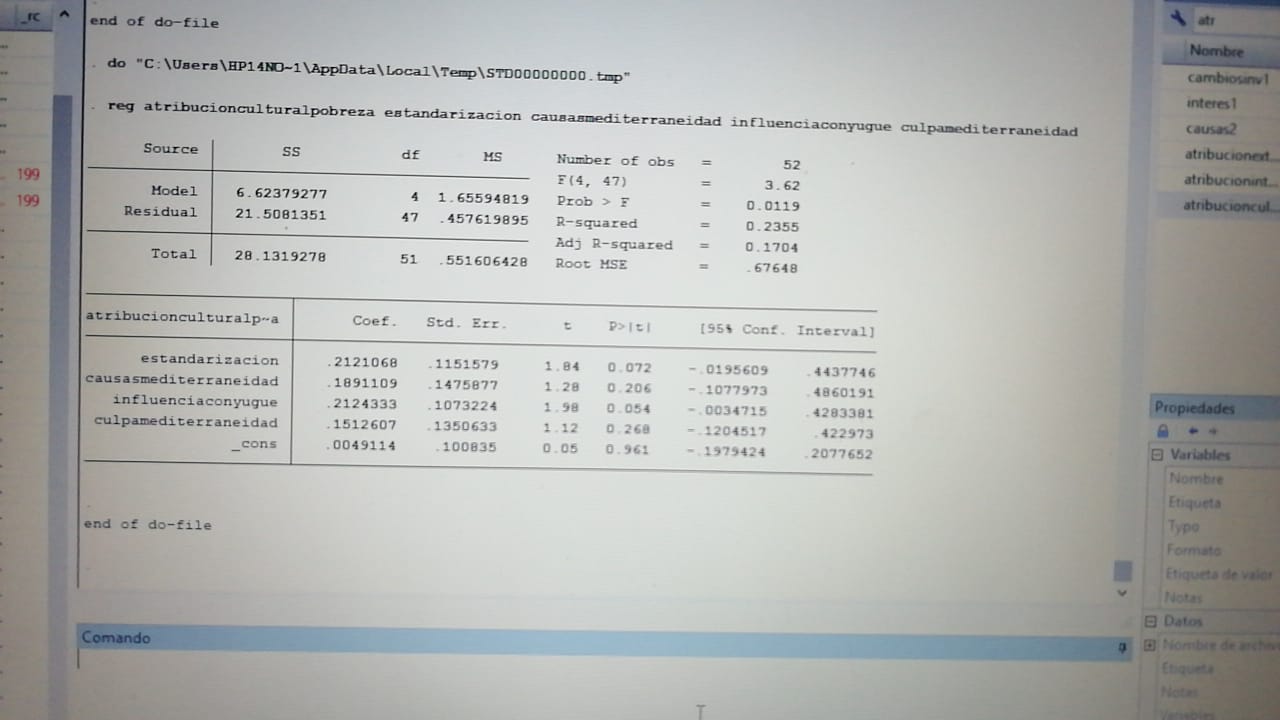 _rc
end of do-file
. do "C:\Users\HP14NO~1\AppData\Local\Temp\STD00000000.tmp"
. reg atribucionculturalpobreza estandarizacion causasmediterraneidad influenciaconyugue culpamediterraneidad
Source SS df MS Number of obs = 52
F(4, 47) = 3.62
Model 6.62379277 4 1.65594819 Prob > F = 0.0119
Residual 21.5081351 47 .457619895 R-squared = 0.2355
Adj R-squared = 0.1704
Total 28.1319278 51 .551606428 Root MSE = .67648
atribucionculturalp~a Coef. Std. Err. t P>|t| [95% Conf. Interval]
estandarizacion .2121068 .1151579 1.84 0.072 -.0195609 .4437746
causasmediterraneidad .1891109 .1475877 1.28 0.206 -.1077973 .4860191
influenciaconyugue .2124333 .1073224 1.98 0.054 -.0034715 .4283381
culpamediterraneidad .1512607 .1350633 1.12 0.268 -.1204517 .422973
_cons .0049114 .100835 0.05 0.961 -.1979424 .2077652
end of do-file
Comando
199
199
atr
Nombre
cambiosinv1
interes1
causas2
atribucionext...
atribucionint...
atribucioncul...
Propiedades
Variables
Nombre
Etiqueta
Typo
Formato
Etiqueta de valor
Notas
Datos
Nombre de archiv
Etiqueta
Notas
Variables